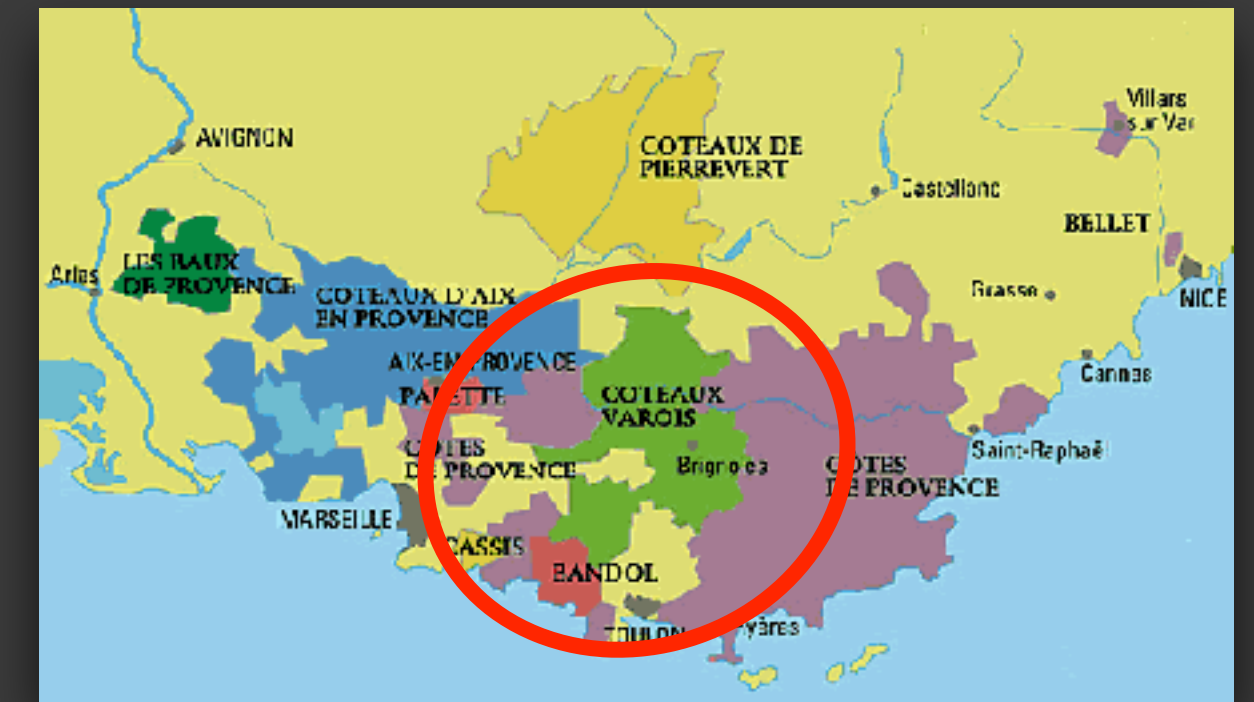 AVIGNON
Villars
sur Var
COTEAUX DE
PIERREVERT
Castellane
BELLET
LES BAUX
DE PROVENCE
Arles
COTEAUX D'AIX
EN PROVENCE
Grasse
NICE
AIX-EN-PROVENCE
Cannes
PALETTE
COTEAUX
VAROIS
COTES
DE PROVENCE
Brignoles
COTES
DE PROVENCE
Saint-Raphaël
MARSEILLE
CASSIS
BANDOL
TOULON
yères